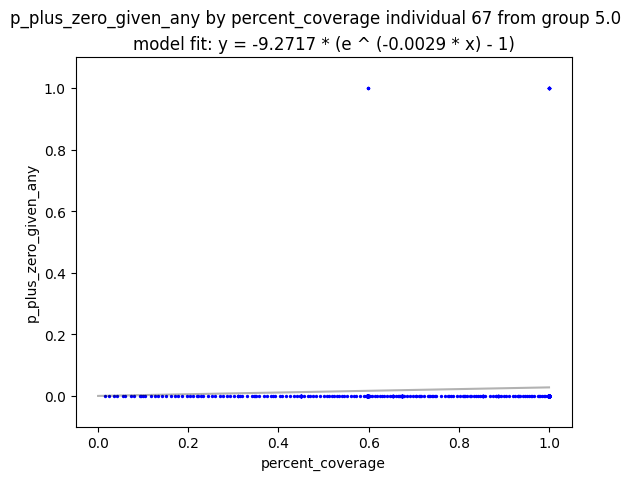 p_plus_zero_given_any by percent_coverage individual 67 from group 5.0
model fit: y = -9.2717 * (e ^ (-0.0029 * x) - 1)
1.0
0.8
0.6
0.4
0.2
0.0
p_plus_zero_given_any
0.0 0.2 0.4 0.6 0.8 1.0
percent_coverage